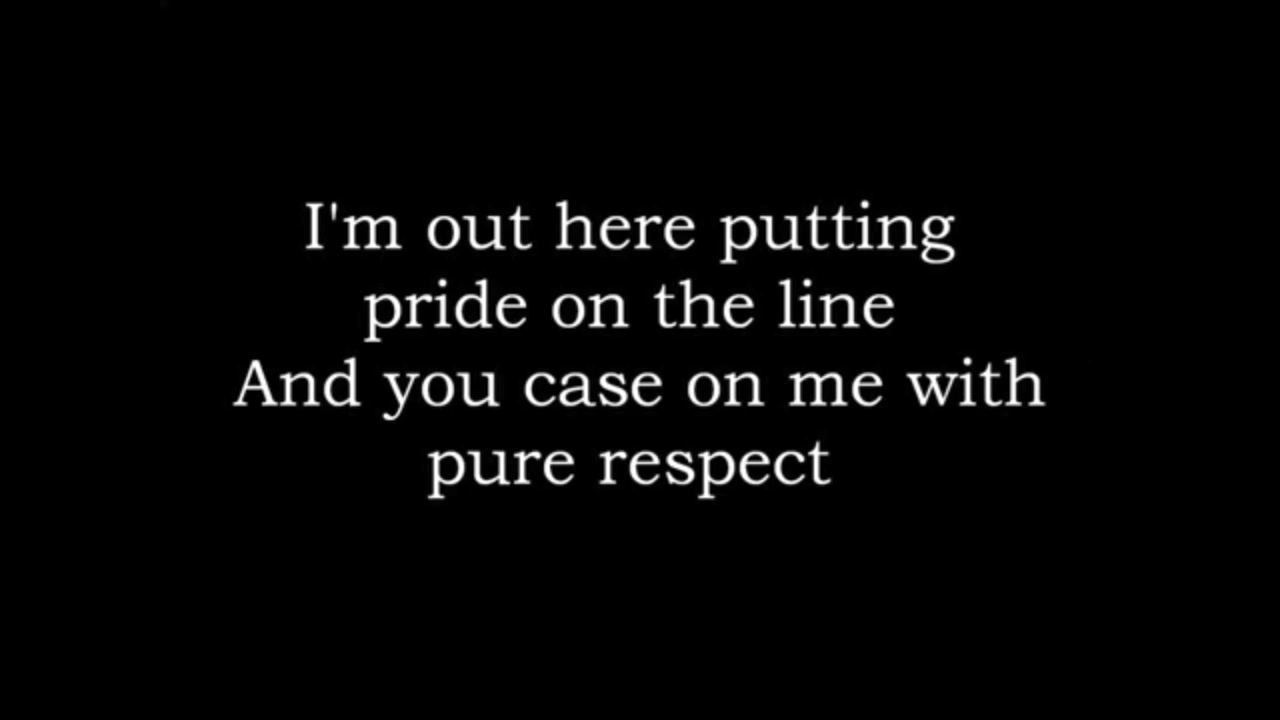 I'm out here putting
pride on the line
And you case on me with
pure respect